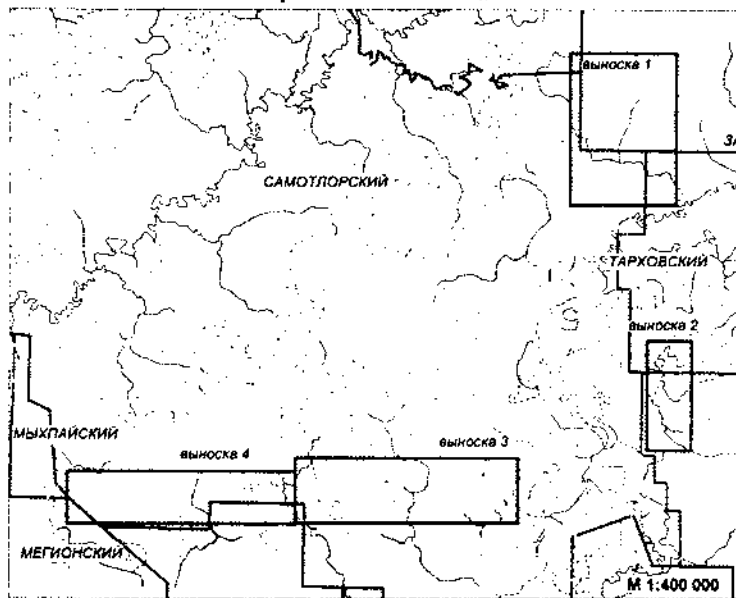 выноска 1
САМОТЛОРСКИЙ
ТАРХОВСКИЙ
выноска 2
МЫХПАЙСКИЙ
выноска 4
выноска 3
МЕГИОНСКИЙ
М 1:400 000